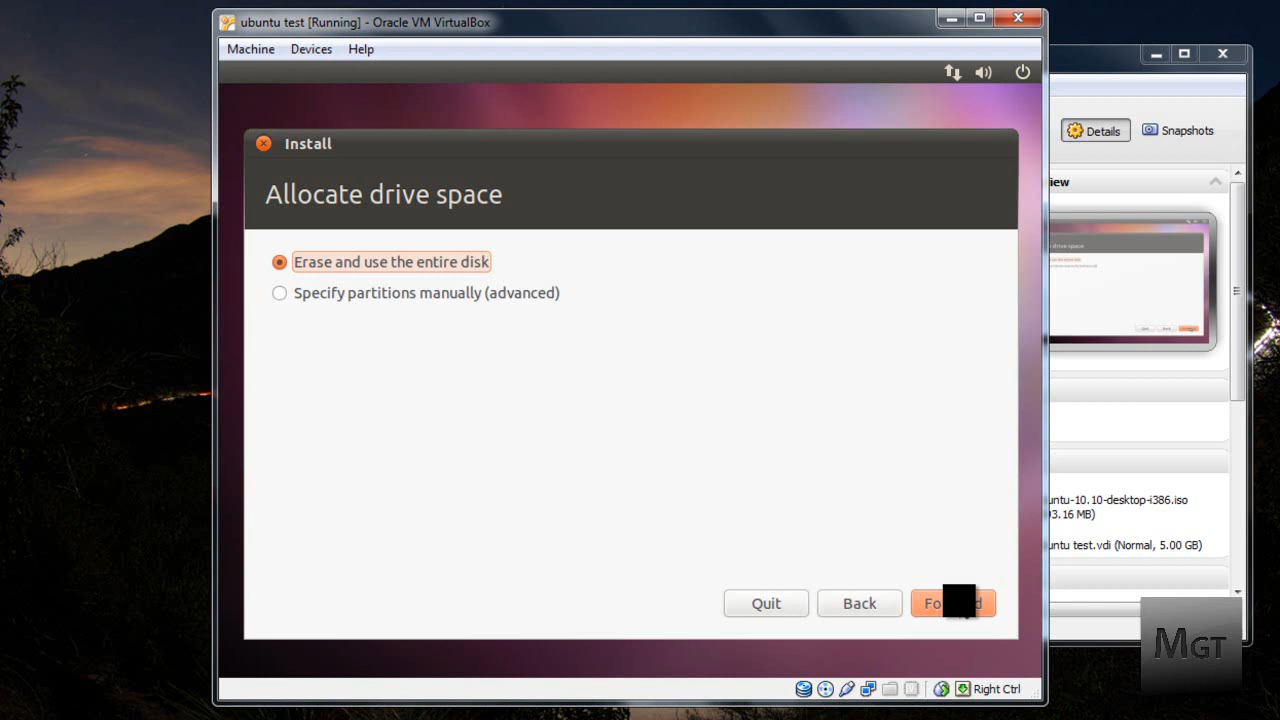 ubuntu test [Running] - Oracle VM VirtualBox
Machine Devices Help
Install
Allocate drive space
Erase and use the entire disk
Specify partitions manually (advanced)
Quit Back
Right Ctrl
Details Snapshots
drive space
untu-10.10-desktop-i386.iso
3.16 MB)
untu test.vdi (Normal, 5.00 GB)
MGT